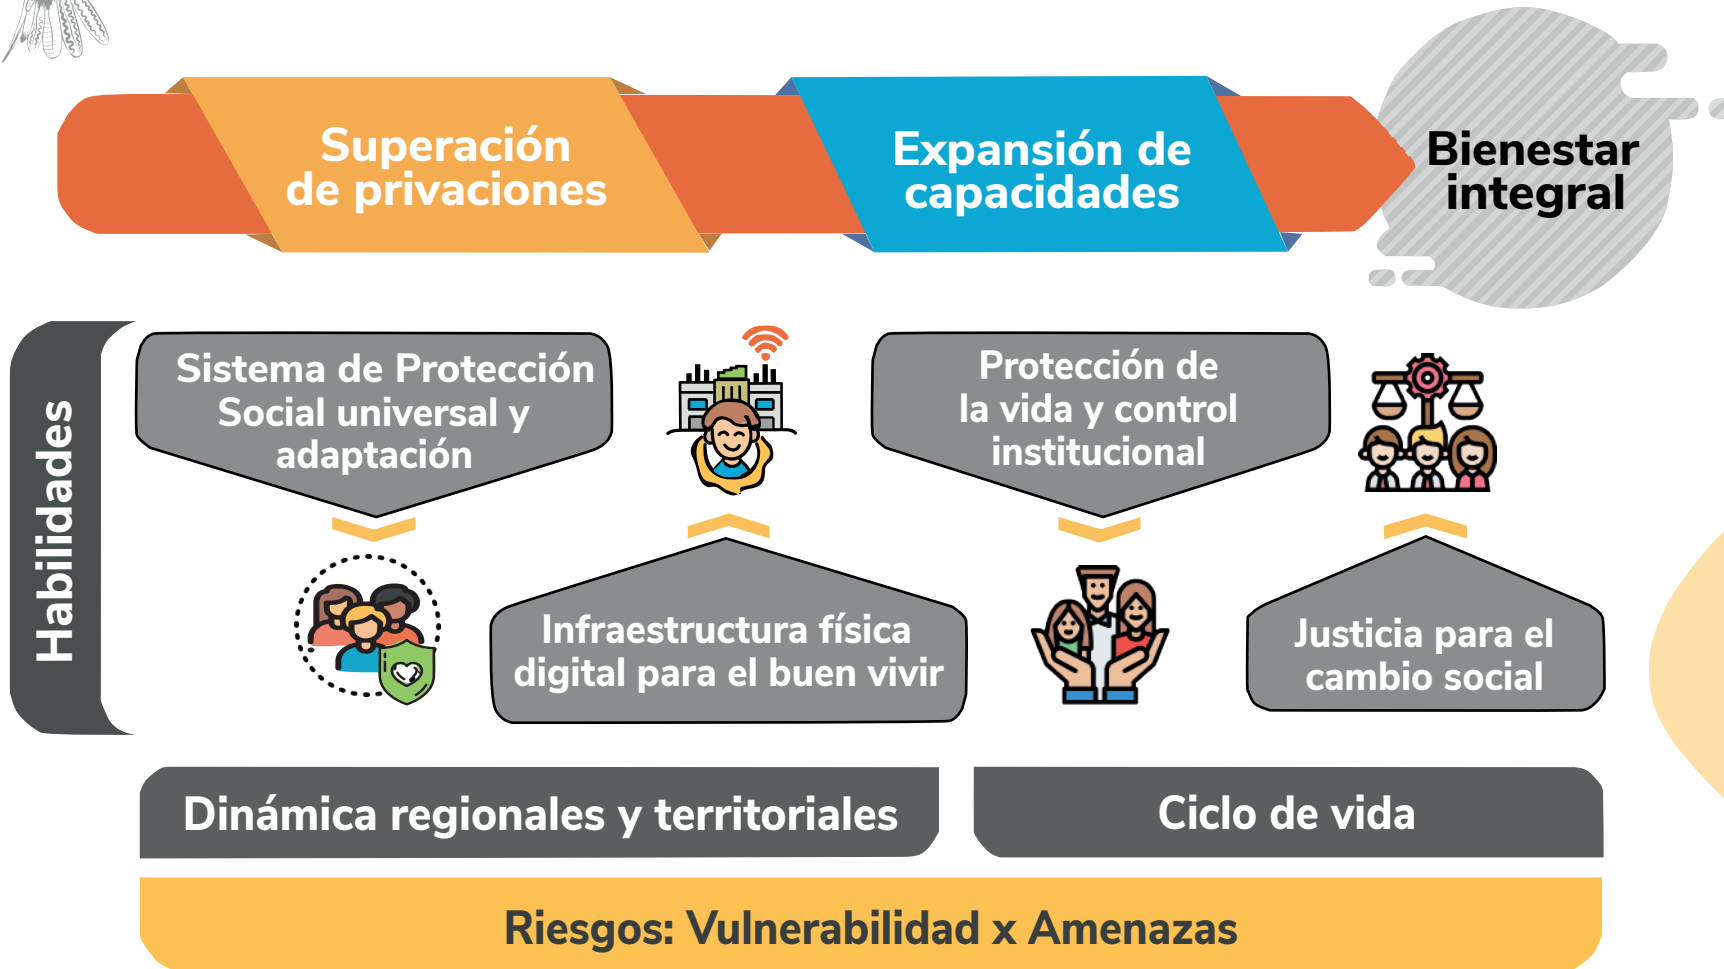 Superación
de privaciones
Expansión de
capacidades
Bienestar
integral
Habilidades
Sistema de Protección
Social universal y
adaptación
Protección de
la vida y control
institucional
Infraestructura física
digital para el buen vivir
Justicia para el
cambio social
Dinámica regionales y territoriales
Ciclo de vida
Riesgos: Vulnerabilidad x Amenazas